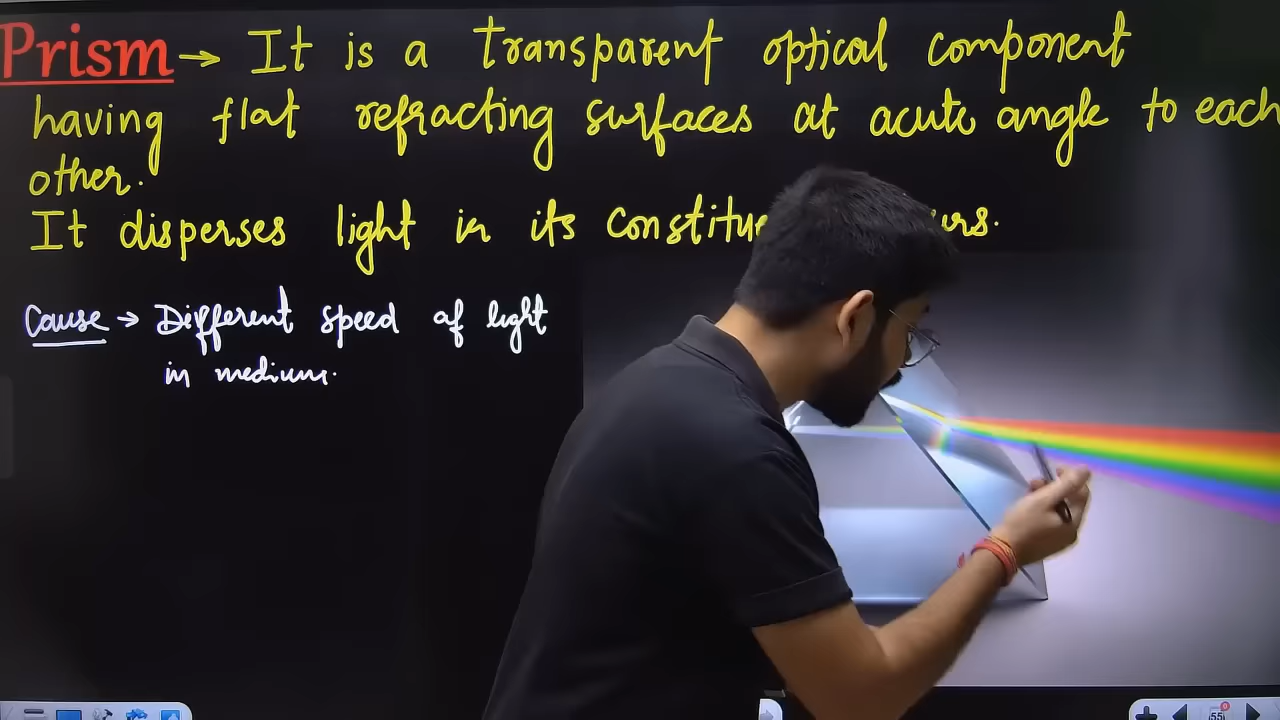 Prism → It is a transparent optical component
having flat refracting surfaces at acute angle to each
other.
It disperses light in its
Cause → Different speed of light
in medium.
55